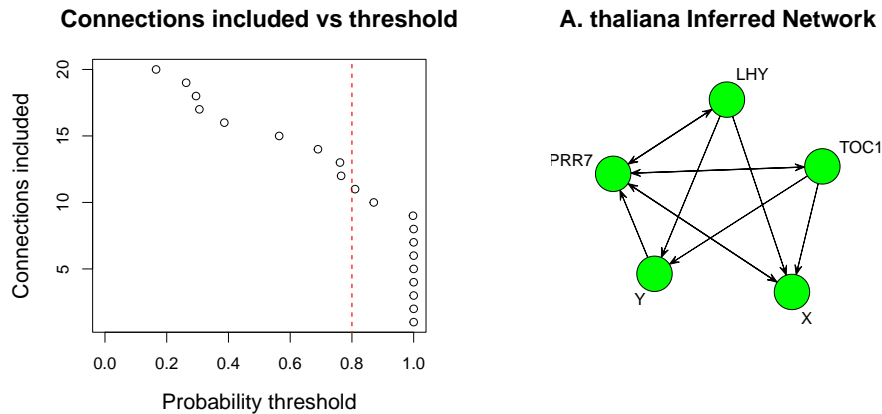 Connections included vs threshold
Connections included
20
15
10
5
0.0 0.2 0.4 0.6 0.8 1.0
Probability threshold
A. thaliana Inferred Network
LHY
TOC1
PRR7
Y
X